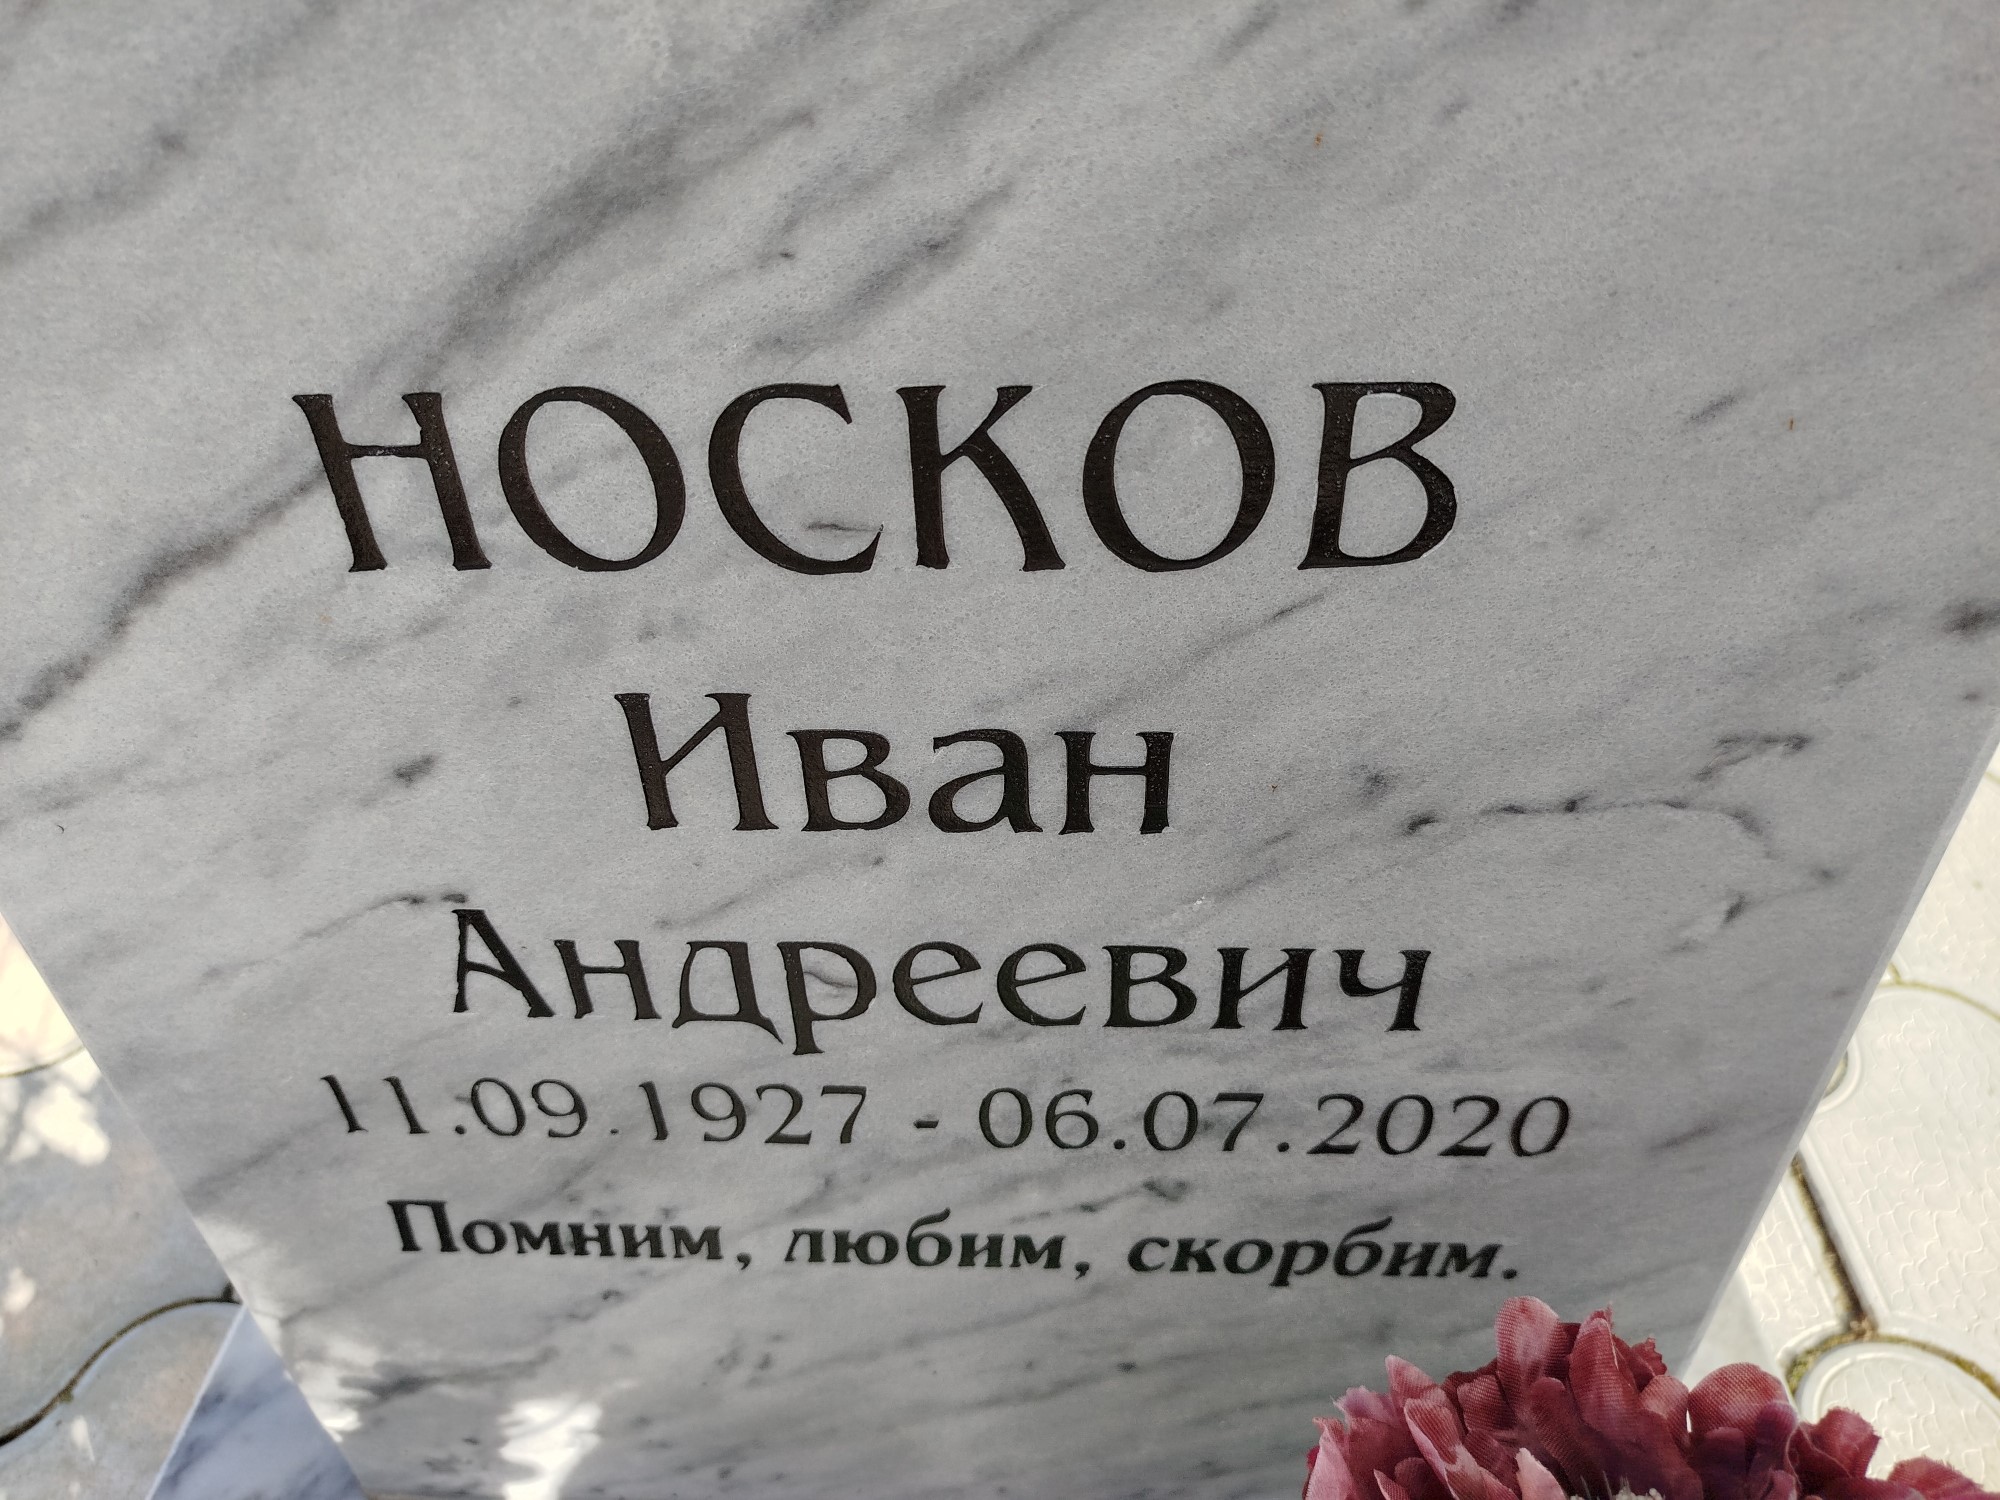 НОСКОВ
Иван
Андреевич
11.09.1927 - 06.07.2020
Помним, любим, скорбим.